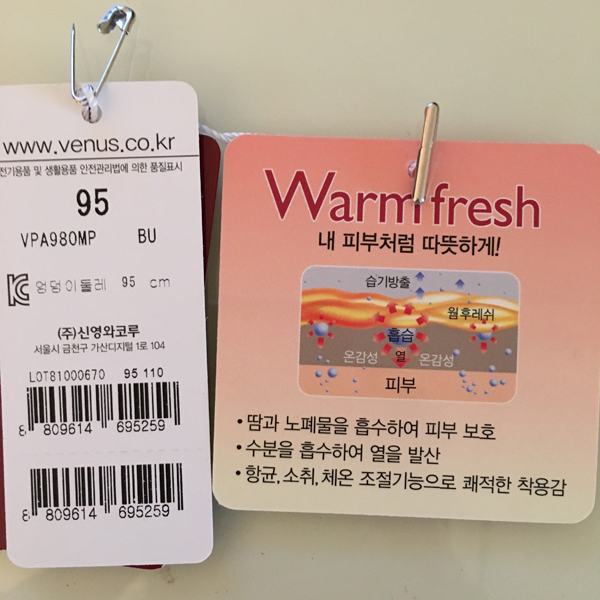 www.venus.co.kr
전기용품 및 생활용품 안전관리법에 의한 품질표시
95
VPA980MP BU
엉덩이둘레 95 cm
(주)신영와코루
서울시 금천구 가산디지털 1로 104
LOT81000670 95 110
8 809614 695259
8 809614 695259
Warmfresh
내 피부처럼 따뜻하게!
습기방출
웜후레쉬
흡습
온감성 열 온감성
피부
• 땀과 노폐물을 흡수하여 피부 보호
• 수분을 흡수하여 열을 발산
• 항균, 소취, 체온 조절기능으로 쾌적한 착용감